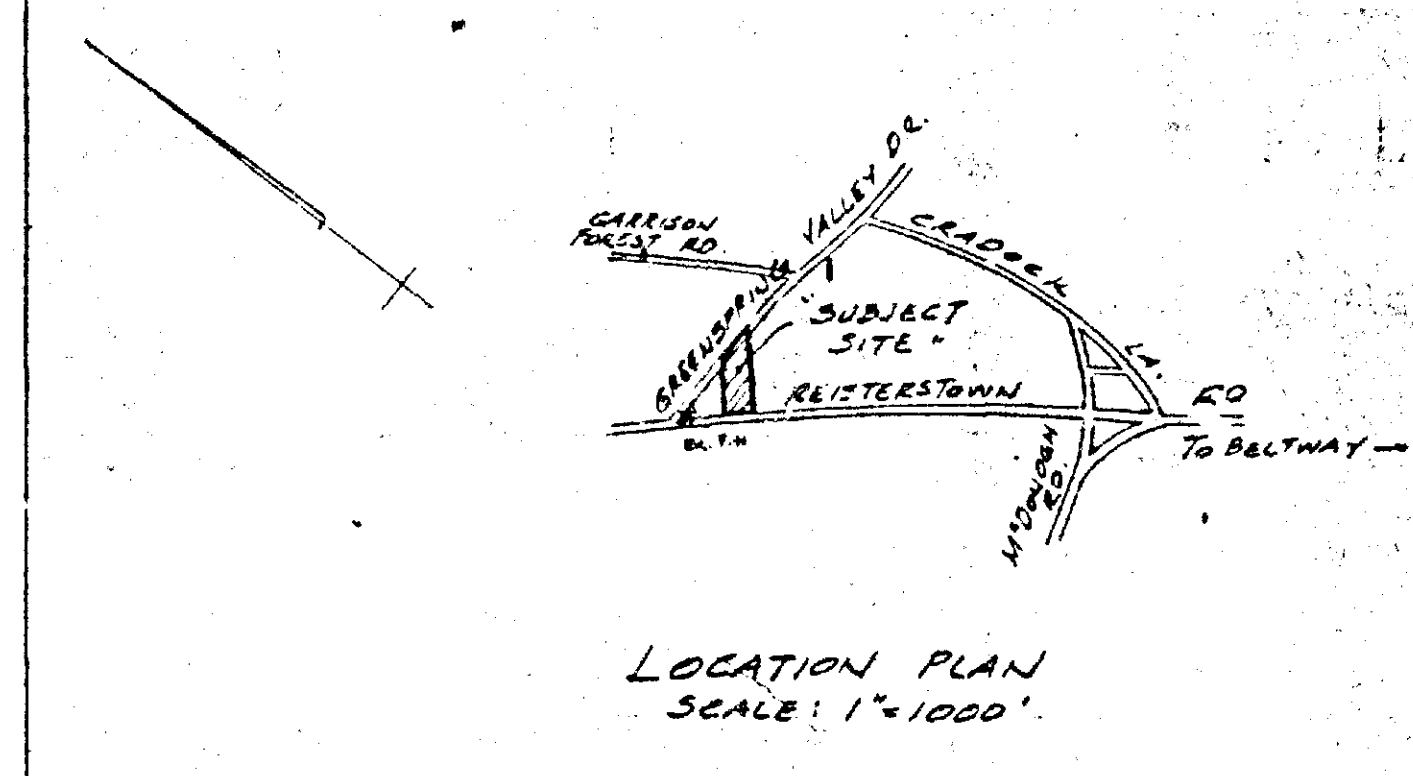 GARRISON
FOREST RD.
GREENSPRING VALLEY DR.
CRADOCK LA.
SUBJECT
SITE "
REISTERSTOWN RD
TO BELTWAY
McDONOGH
RD.
LOCATION PLAN
SCALE: 1"=1000'